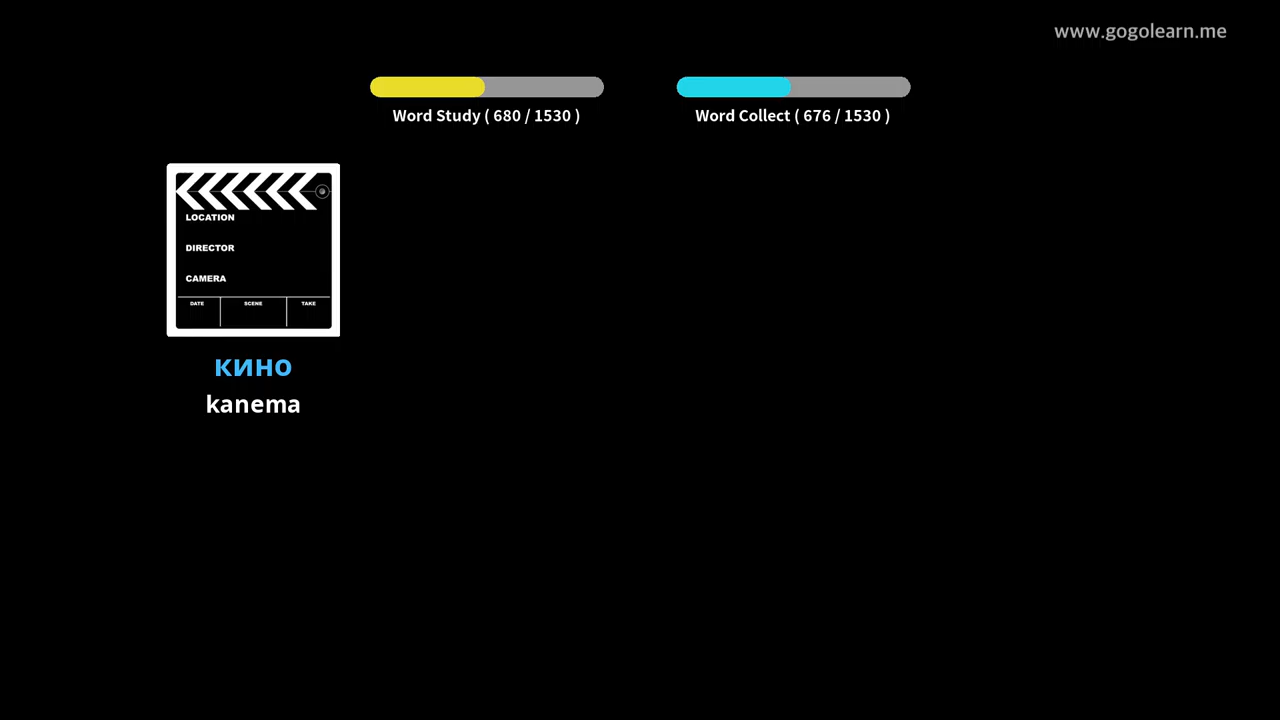 www.gogolearn.me
Word Study ( 680 / 1530 )
Word Collect ( 676 / 1530 )
LOCATION
DIRECTOR
CAMERA
DATE SCENE TAKE
кино
kanema